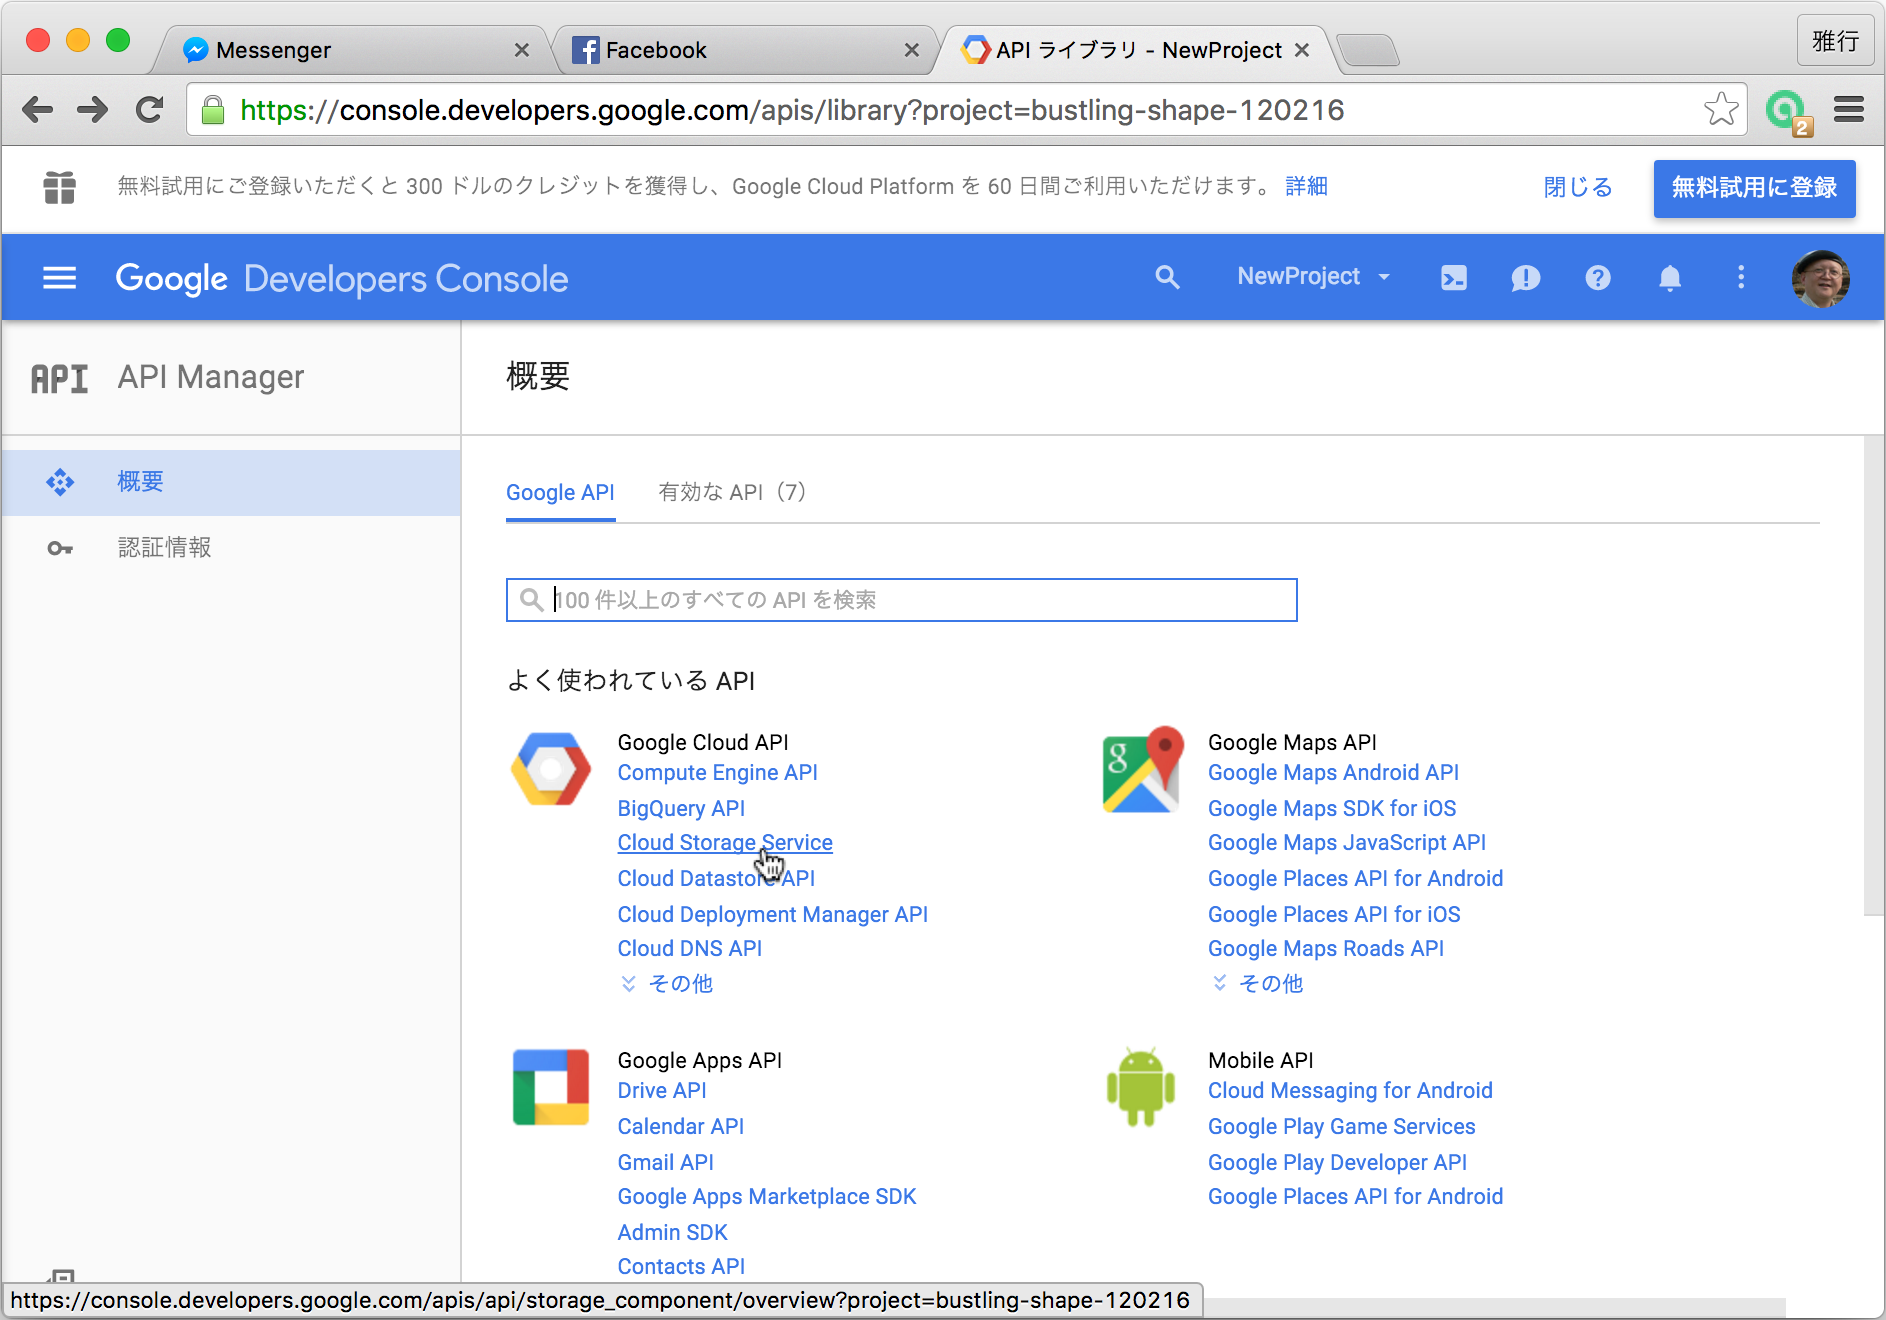 Messenger
Facebook
API ライブラリ - NewProject
雅行
https://console.developers.google.com/apis/library?project=bustling-shape-120216
2
無料試用にご登録いただくと 300 ドルのクレジットを獲得し、Google Cloud Platform を 60 日間ご利用いただけます。 詳細
閉じる
無料試用に登録
Google Developers Console
NewProject
API
API Manager
概要
概要
認証情報
Google API
有効な API（7）
100 件以上のすべての API を検索
よく使われている API
Google Cloud API
Compute Engine API
BigQuery API
Cloud Storage Service
Cloud Datastore API
Cloud Deployment Manager API
Cloud DNS API
その他
Google Maps API
Google Maps Android API
Google Maps SDK for iOS
Google Maps JavaScript API
Google Places API for Android
Google Places API for iOS
Google Maps Roads API
その他
Google Apps API
Drive API
Calendar API
Gmail API
Google Apps Marketplace SDK
Admin SDK
Contacts API
Mobile API
Cloud Messaging for Android
Google Play Game Services
Google Play Developer API
Google Places API for Android
https://console.developers.google.com/apis/api/storage_component/overview?project=bustling-shape-120216